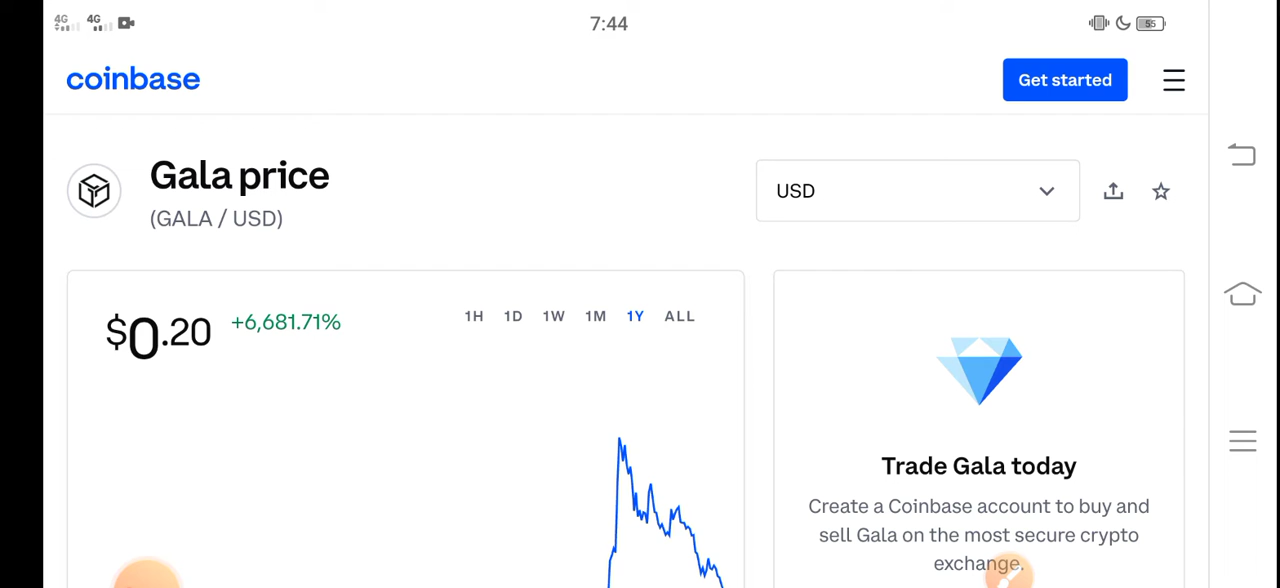 4G 4G 7:44 55
coinbase Get started
Gala price
(GALA / USD)
USD
$0.20 +6,681.71% 1H 1D 1W 1M 1Y ALL
Trade Gala today
Create a Coinbase account to buy and
sell Gala on the most secure crypto
exchange.